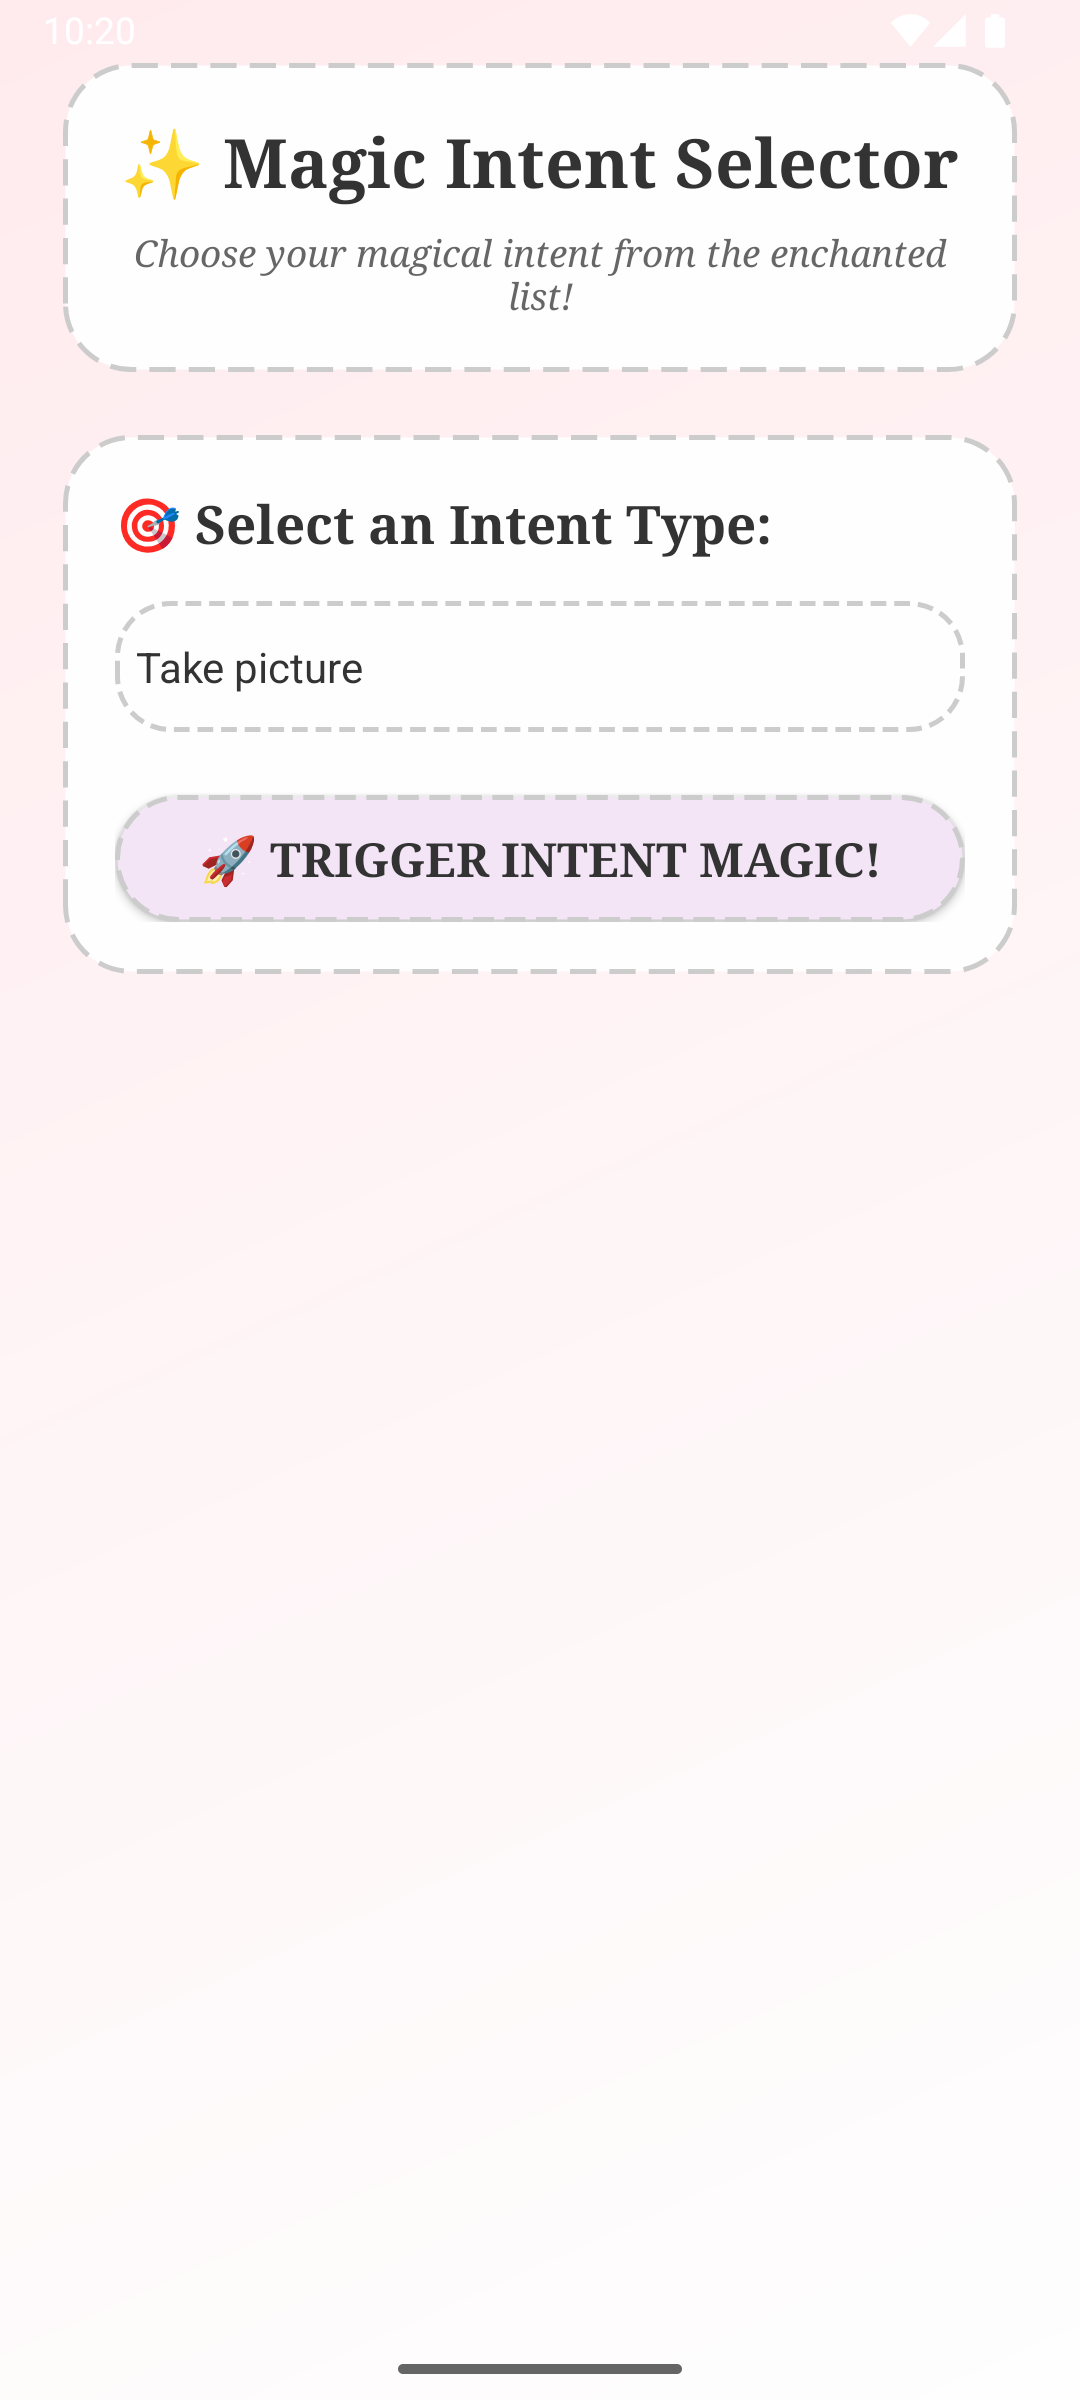 10:20
✨ Magic Intent Selector
Choose your magical intent from the enchanted
list!
🎯 Select an Intent Type:
Take picture
🚀 TRIGGER INTENT MAGIC!